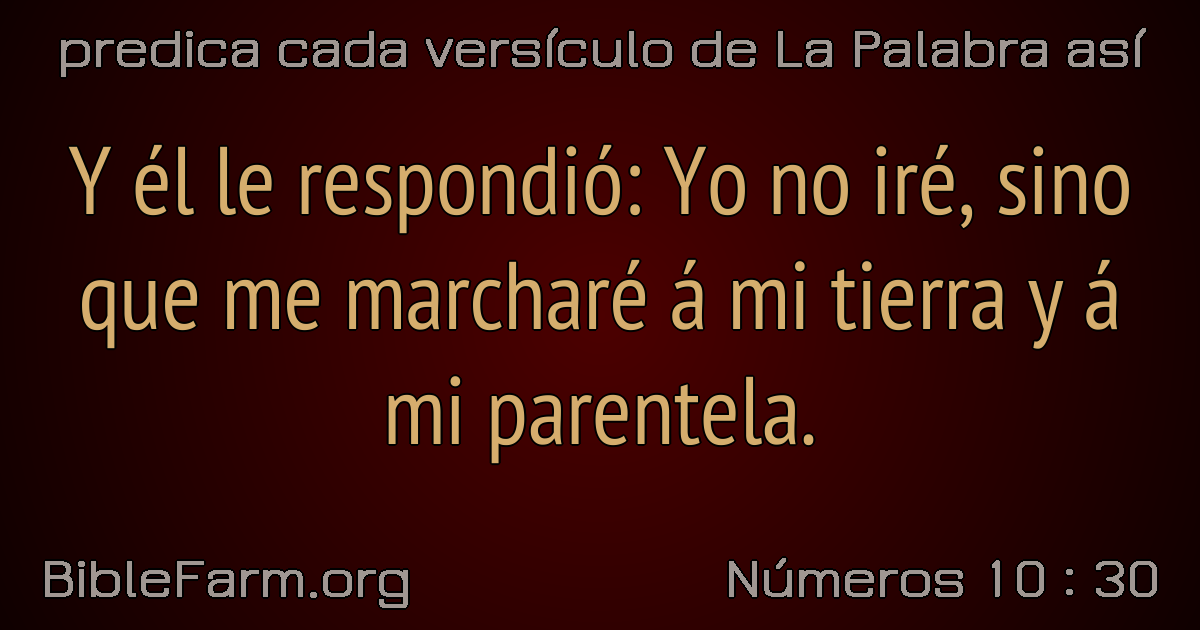 predica cada versículo de La Palabra así
Y él le respondió: Yo no iré, sino
que me marcharé á mi tierra y á
mi parentela.
BibleFarm.org
Números 10 : 30